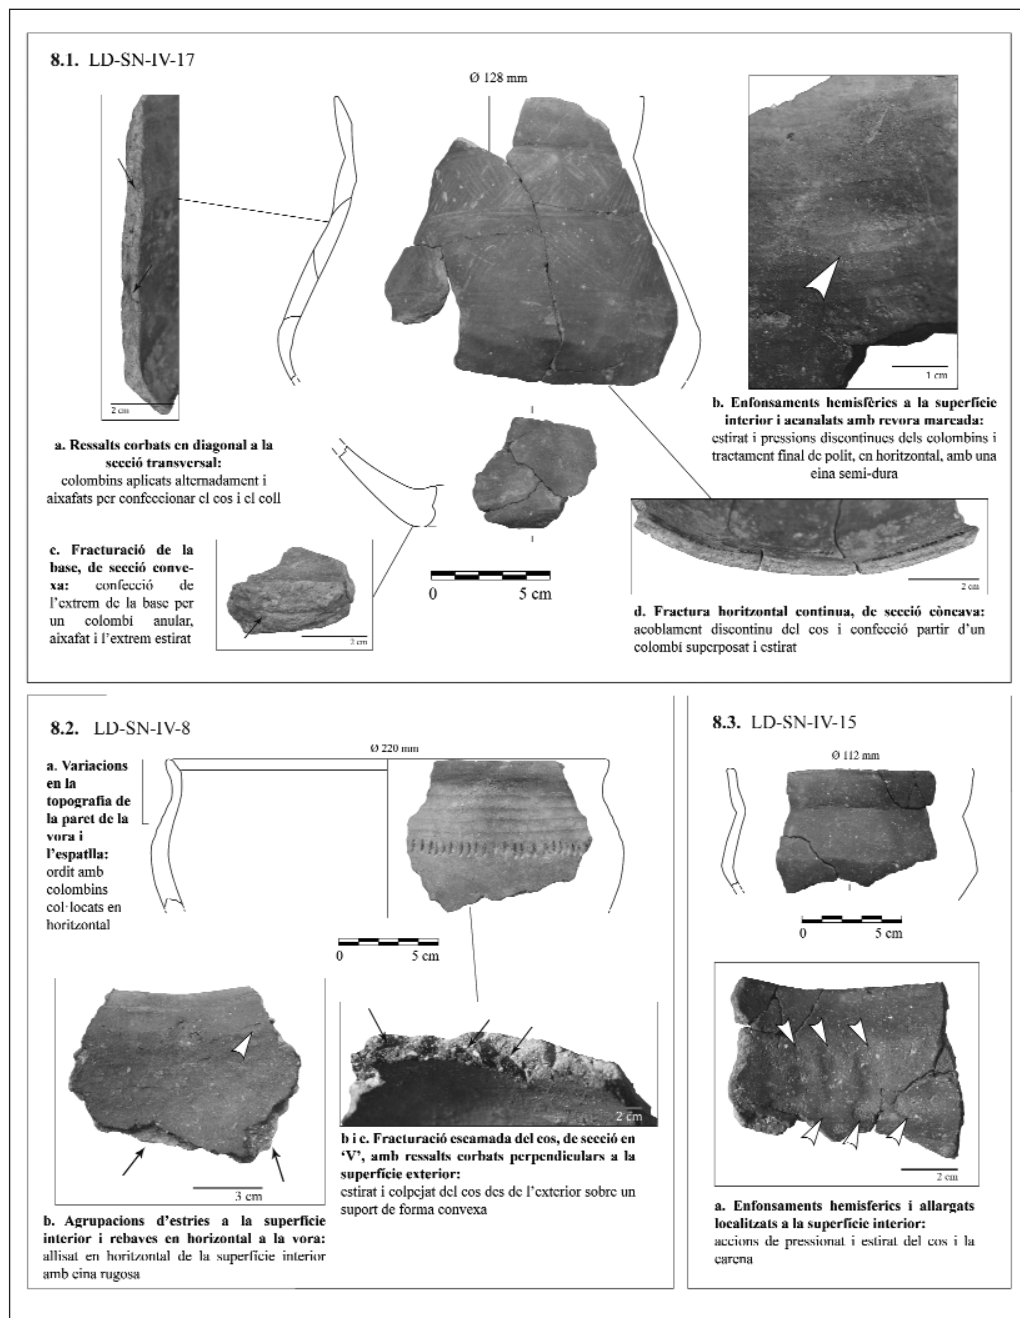 8.1. LD-SN-IV-17
Ø 128 mm
2 cm
a. Ressalts corbats en diagonal a la
secció transversal:
colombins aplicats alternadament i
aixafats per confeccionar el cos i el coll
1 cm
b. Enfonsaments hemisfèrics a la superfície
interior i acanalats amb revora marcada:
estirat i pressions discontinues dels colombins i
tractament final de polit, en horitzontal, amb una
eina semi-dura
c. Fracturació de la
base, de secció conve-
xa: confecció de
l'extrem de la base per
un colombí anular,
aixafat i l'extrem estirat
2 cm
0 5 cm
2 cm
d. Fractura horitzontal contínua, de secció còncava:
acoblament discontinu del cos i confecció partir d'un
colombí superposat i estirat
8.2. LD-SN-IV-8
Ø 220 mm
a. Variacions
en la
topografia de
la paret de la
vora i
l'espatlla:
ordit amb
colombins
col·locats en
horitzontal
0 5 cm
3 cm
b. Agrupacions d'estries a la superfície
interior i rebaves en horitzontal a la vora:
allisat en horitzontal de la superfície interior
amb eina rugosa
2 cm
b i c. Fracturació escamada del cos, de secció en
'V', amb ressalts corbats perpendiculars a la
superfície exterior:
estirat i colpejat del cos des de l'exterior sobre un
suport de forma convexa
8.3. LD-SN-IV-15
Ø 112 mm
0 5 cm
2 cm
a. Enfonsaments hemisferics i allargats
localitzats a la superfície interior:
accions de pressionat i estirat del cos i la
carena